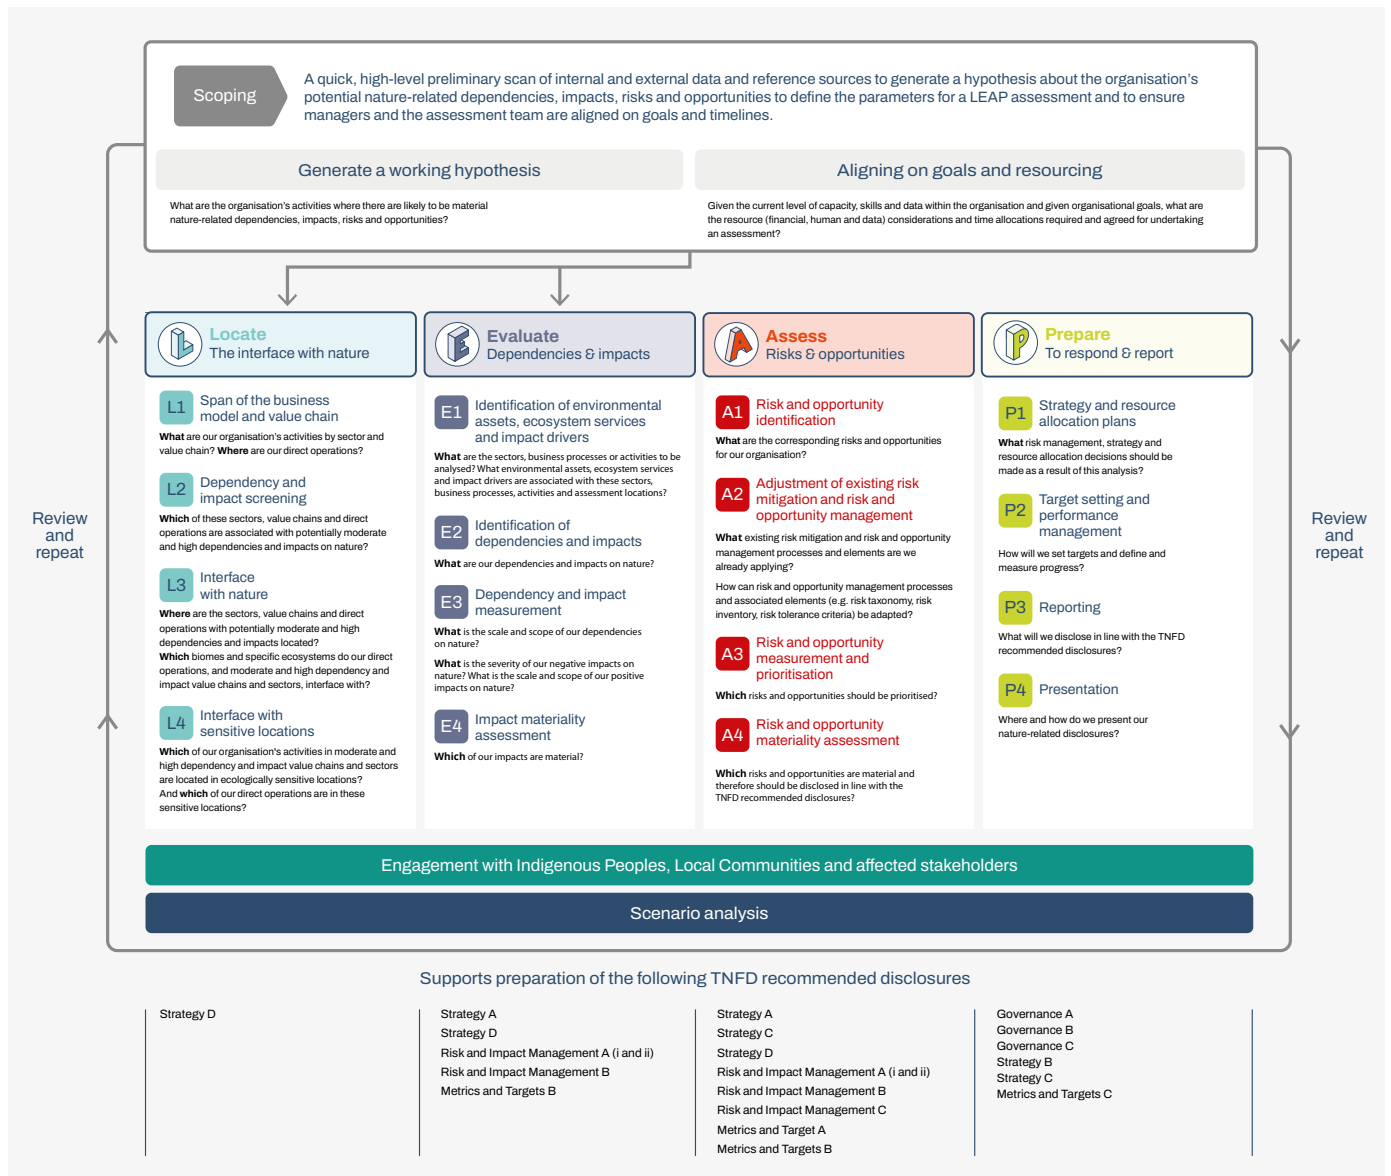 Scoping
A quick, high-level preliminary scan of internal and external data and reference sources to generate a hypothesis about the organisation's
potential nature-related dependencies, impacts, risks and opportunities to define the parameters for a LEAP assessment and to ensure
managers and the assessment team are aligned on goals and timelines.
Generate a working hypothesis
What are the organisation's activities where there are likely to be material
nature-related dependencies, impacts, risks and opportunities?
Aligning on goals and resourcing
Given the current level of capacity, skills and data within the organisation and given organisational goals, what are
the resource (financial, human and data) considerations and time allocations required and agreed for undertaking
an assessment?
Review
and
repeat
L
Locate
The interface with nature
L1
Span of the business
model and value chain
What are our organisation's activities by sector and
value chain? Where are our direct operations?
L2
Dependency and
impact screening
Which of these sectors, value chains and direct
operations are associated with potentially moderate
and high dependencies and impacts on nature?
L3
Interface
with nature
Where are the sectors, value chains and direct
operations with potentially moderate and high
dependencies and impacts located?
Which biomes and specific ecosystems do our direct
operations, and moderate and high dependency and
impact value chains and sectors, interface with?
L4
Interface with
sensitive locations
Which of our organisation's activities in moderate and
high dependency and impact value chains and sectors
are located in ecologically sensitive locations?
And which of our direct operations are in these
sensitive locations?
E
Evaluate
Dependencies & impacts
E1
Identification of environmental
assets, ecosystem services
and impact drivers
What are the sectors, business processes or activities to be
analysed? What environmental assets, ecosystem services
and impact drivers are associated with these sectors,
business processes, activities and assessment locations?
E2
Identification of
dependencies and impacts
What are our dependencies and impacts on nature?
E3
Dependency and impact
measurement
What is the scale and scope of our dependencies
on nature?
What is the severity of our negative impacts on
nature? What is the scale and scope of our positive
impacts on nature?
E4
Impact materiality
assessment
Which of our impacts are material?
A
Assess
Risks & opportunities
A1
Risk and opportunity
identification
What are the corresponding risks and opportunities
for our organisation?
A2
Adjustment of existing risk
mitigation and risk and
opportunity management
What existing risk mitigation and risk and opportunity
management processes and elements are we
already applying?
How can risk and opportunity management processes
and associated elements (e.g. risk taxonomy, risk
inventory, risk tolerance criteria) be adapted?
A3
Risk and opportunity
measurement and
prioritisation
Which risks and opportunities should be prioritised?
A4
Risk and opportunity
materiality assessment
Which risks and opportunities are material and
therefore should be disclosed in line with the
TNFD recommended disclosures?
P
Prepare
To respond & report
P1
Strategy and resource
allocation plans
What risk management, strategy and
resource allocation decisions should be
made as a result of this analysis?
P2
Target setting and
performance
management
How will we set targets and define and
measure progress?
P3
Reporting
What will we disclose in line with the TNFD
recommended disclosures?
P4
Presentation
Where and how do we present our
nature-related disclosures?
Review
and
repeat
Engagement with Indigenous Peoples, Local Communities and affected stakeholders
Scenario analysis
Supports preparation of the following TNFD recommended disclosures
Strategy D
Strategy A
Strategy D
Risk and Impact Management A (i and ii)
Risk and Impact Management B
Metrics and Targets B
Strategy A
Strategy C
Strategy D
Risk and Impact Management A (i and ii)
Risk and Impact Management B
Risk and Impact Management C
Metrics and Target A
Metrics and Targets B
Governance A
Governance B
Governance C
Strategy B
Strategy C
Metrics and Targets C